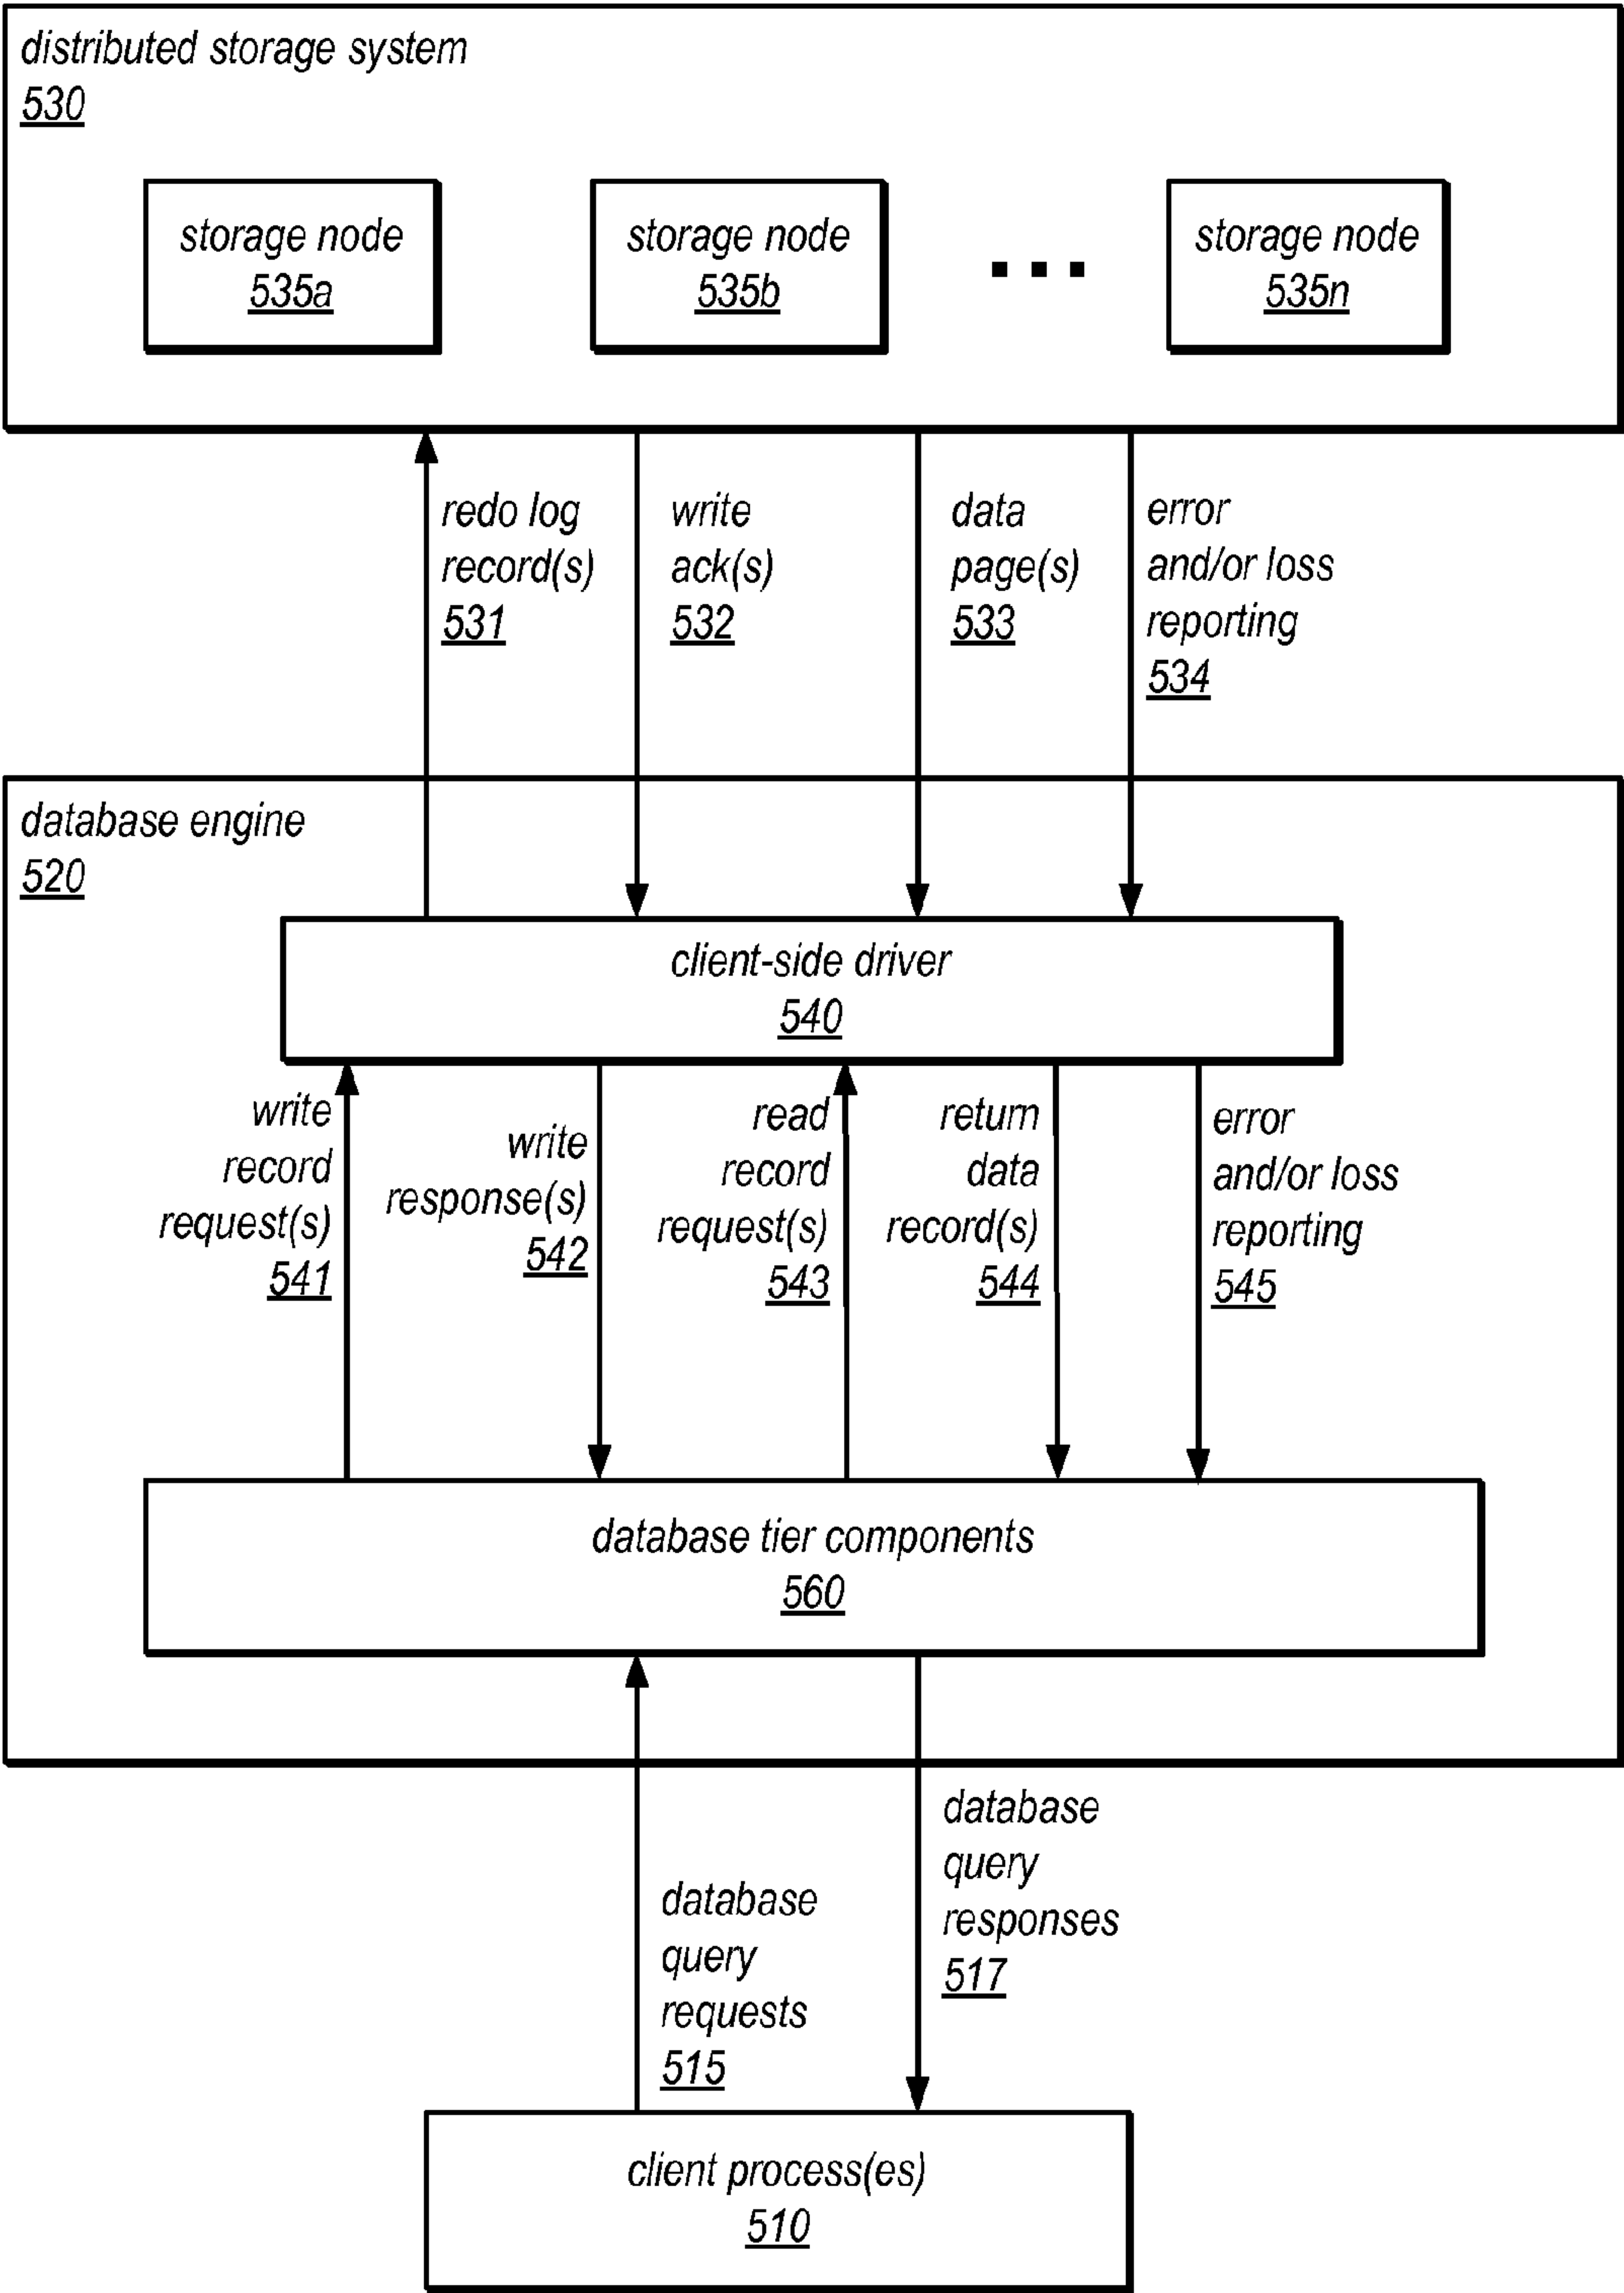 distributed storage system
530
storage node
535a
storage node
535b
storage node
535n
redo log
record(s)
531
write
ack(s)
532
data
page(s)
533
error
and/or loss
reporting
534
database engine
520
client-side driver
540
write
record
request(s)
541
write
response(s)
542
read
record
request(s)
543
return
data
record(s)
544
error
and/or loss
reporting
545
database tier components
560
database
query
requests
515
database
query
responses
517
client process(es)
510